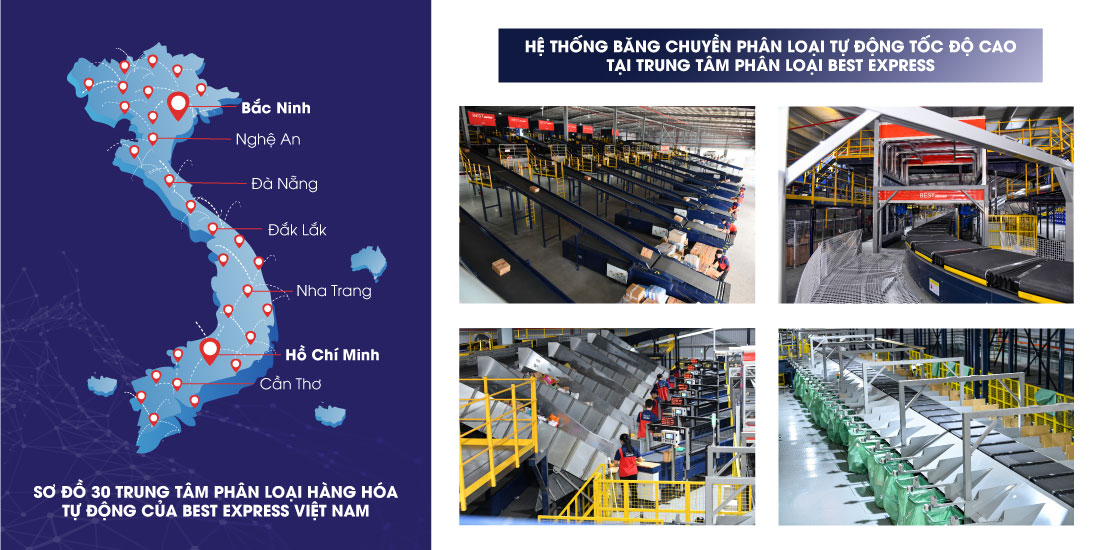 Bắc Ninh
Nghệ An
Đà Nẵng
Đắk Lắk
Nha Trang
Hồ Chí Minh
Cần Thơ
SƠ ĐỒ 30 TRUNG TÂM PHÂN LOẠI HÀNG HÓA
TỰ ĐỘNG CỦA BEST EXPRESS VIỆT NAM
HỆ THỐNG BĂNG CHUYỀN PHÂN LOẠI TỰ ĐỘNG TỐC ĐỘ CAO
TẠI TRUNG TÂM PHÂN LOẠI BEST EXPRESS
BEST
BEST